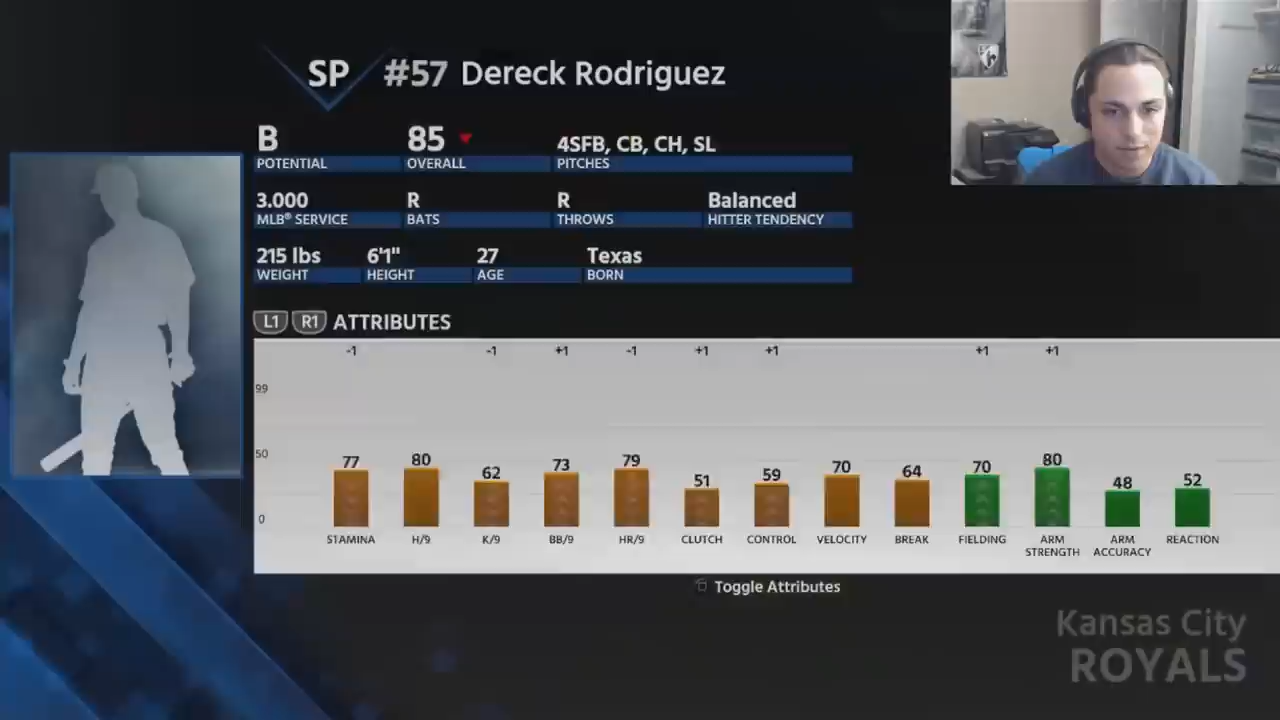 SP #57 Dereck Rodriguez
B 85 4SFB, CB, CH, SL
POTENTIAL OVERALL PITCHES
3.000 R R Balanced
MLB® SERVICE BATS THROWS HITTER TENDENCY
215 lbs 6'1" 27 Texas
WEIGHT HEIGHT AGE BORN
L1 R1 ATTRIBUTES
-1 -1 +1 -1 +1 +1 +1 +1
99
50
0
77 80 62 73 79 51 59 70 64 70 80 48 52
STAMINA H/9 K/9 BB/9 HR/9 CLUTCH CONTROL VELOCITY BREAK FIELDING ARM ARM REACTION
STRENGTH ACCURACY
Toggle Attributes
Kansas City
ROYALS